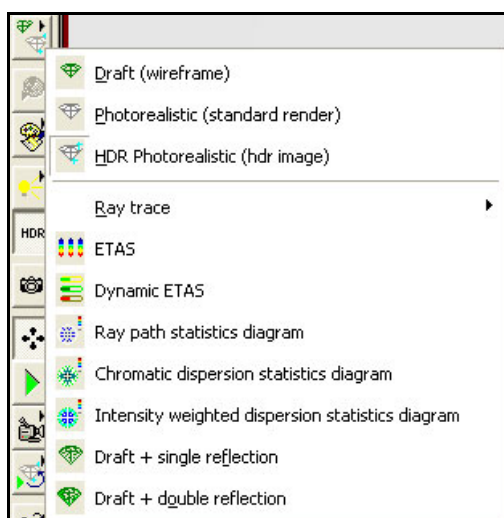 Draft (wireframe)
Photorealistic (standard render)
HDR Photorealistic (hdr image)
Ray trace
HDR
ETAS
Dynamic ETAS
Ray path statistics diagram
Chromatic dispersion statistics diagram
Intensity weighted dispersion statistics diagram
Draft + single reflection
Draft + double reflection